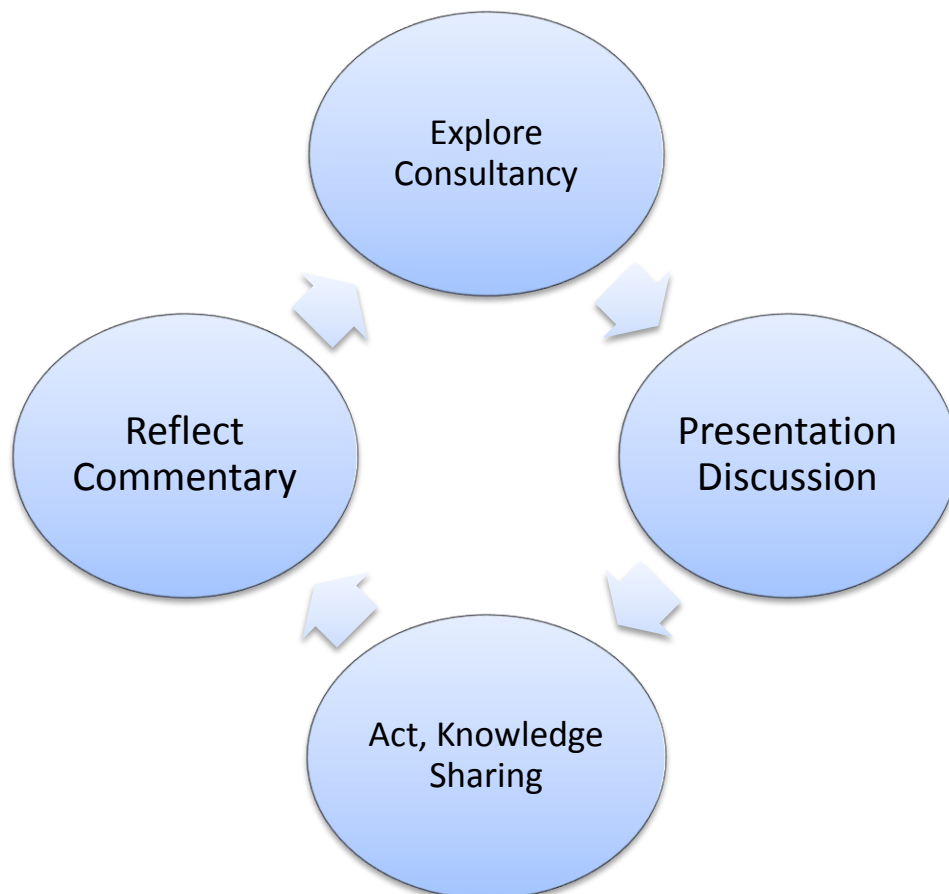 Explore
Consultancy
Presentation
Discussion
Act, Knowledge
Sharing
Reflect
Commentary